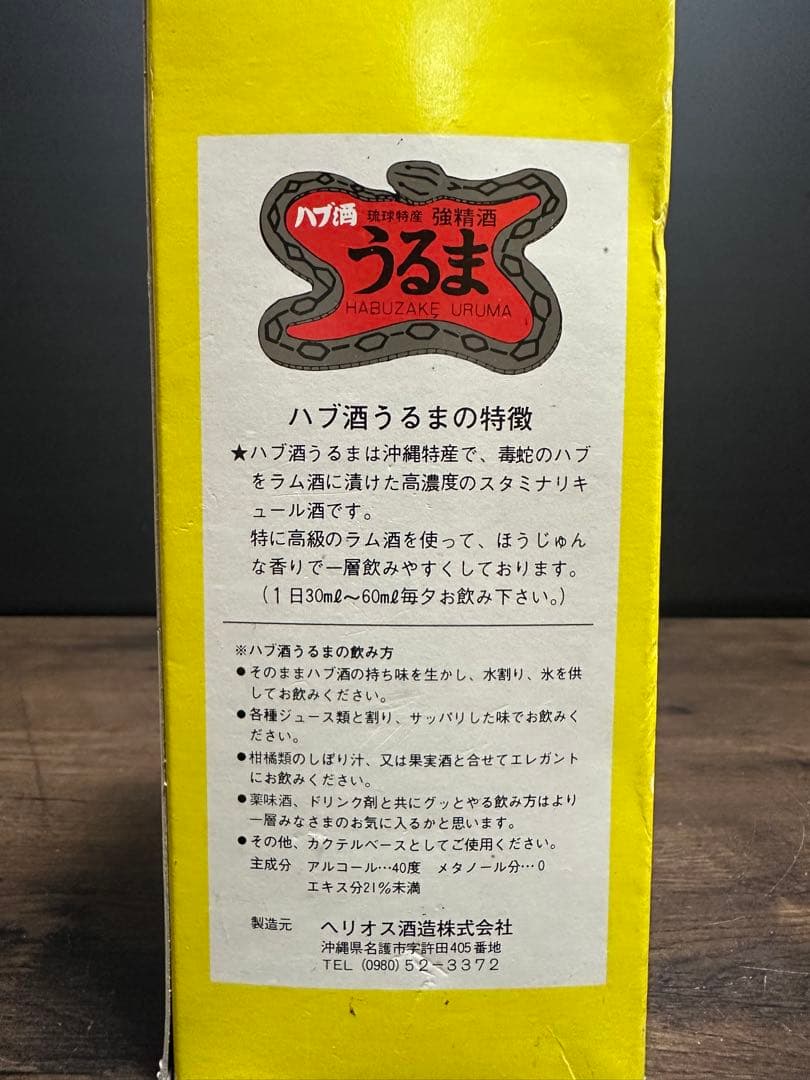 ハブ酒 琉球特産 強精酒
うるま
HABUZAKE URUMA
ハブ酒うるまの特徴
★ハブ酒うるまは沖縄特産で、毒蛇のハブ
をラム酒に漬けた高濃度のスタミナリキ
ュール酒です。
特に高級のラム酒を使って、ほうじゅん
な香りで一層飲みやすくしております。
(1日30mℓ〜60mℓ毎夕お飲み下さい。)
※ハブ酒うるまの飲み方
●そのままハブ酒の持ち味を生かし、水割り、氷を供
してお飲みください。
●各種ジュース類と割り、サッパリした味でお飲みく
ださい。
●柑橘類のしぼり汁、又は果実酒と合せてエレガント
にお飲みください。
●薬味酒、ドリンク剤と共にグッとやる飲み方はより
一層みなさまのお気に入るかと思います。
●その他、カクテルベースとしてご使用ください。
主成分 アルコール…40度 メタノール分…0
エキス分21%未満
製造元 ヘリオス酒造株式会社
沖縄県名護市字許田405番地
TEL (0980) 52-3372